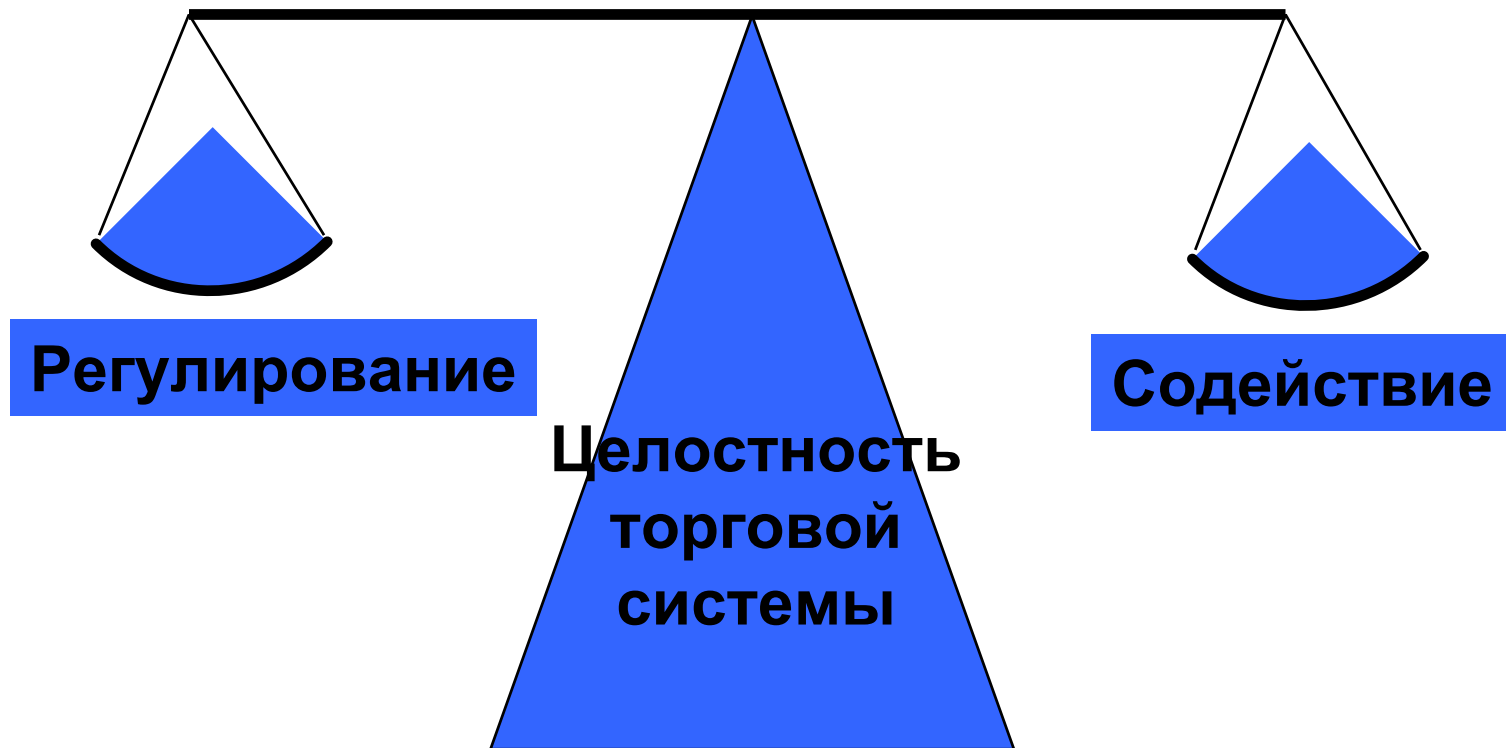 Регулирование
Содействие
Целостность
торговой
системы